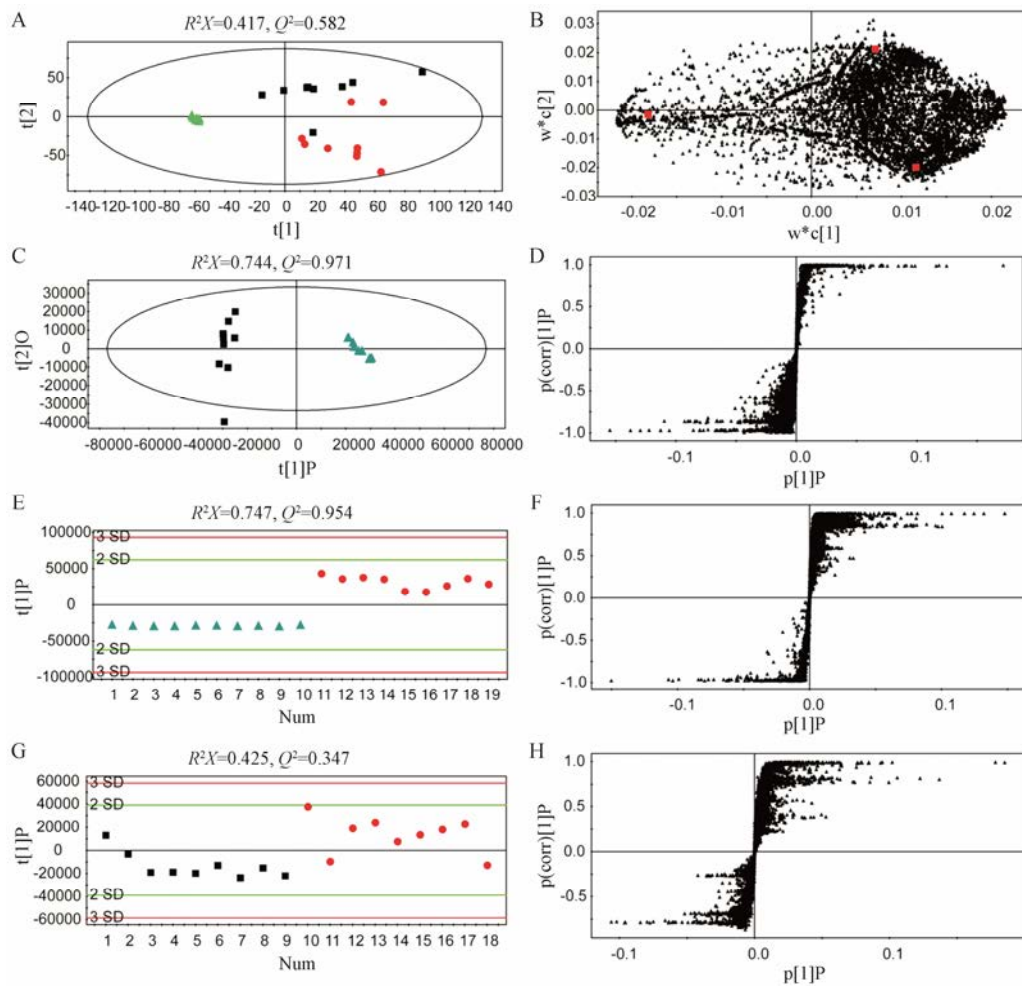 A
R²X=0.417, Q²=0.582
t[2]
50
0
-50
-140 -120 -100 -80 -60 -40 -20 0 20 40 60 80 100 120 140
t[1]
B
w*c[2]
0.03
0.02
0.01
0.00
-0.01
-0.02
-0.03
-0.02 -0.01 0.00 0.01 0.02
w*c[1]
C
R²X=0.744, Q²=0.971
t[2]O
30000
20000
10000
0
-10000
-20000
-30000
-40000
-80000 -60000 -40000 -20000 0 20000 40000 60000 80000
t[1]P
D
p(corr)[1]P
1.0
0.5
0.0
-0.5
-1.0
-0.1 0.0 0.1
p[1]P
E
R²X=0.747, Q²=0.954
t[1]P
100000
3 SD
2 SD
50000
0
-50000
2 SD
3 SD
-100000
1 2 3 4 5 6 7 8 9 10 11 12 13 14 15 16 17 18 19
Num
F
p(corr)[1]P
1.0
0.5
0.0
-0.5
-1.0
-0.1 0.0 0.1
p[1]P
G
R²X=0.425, Q²=0.347
t[1]P
60000
3 SD
40000
2 SD
20000
0
-20000
-40000
2 SD
-60000
3 SD
1 2 3 4 5 6 7 8 9 10 11 12 13 14 15 16 17 18
Num
H
p(corr)[1]P
1.0
0.5
0.0
-0.5
-0.1 0.0 0.1
p[1]P